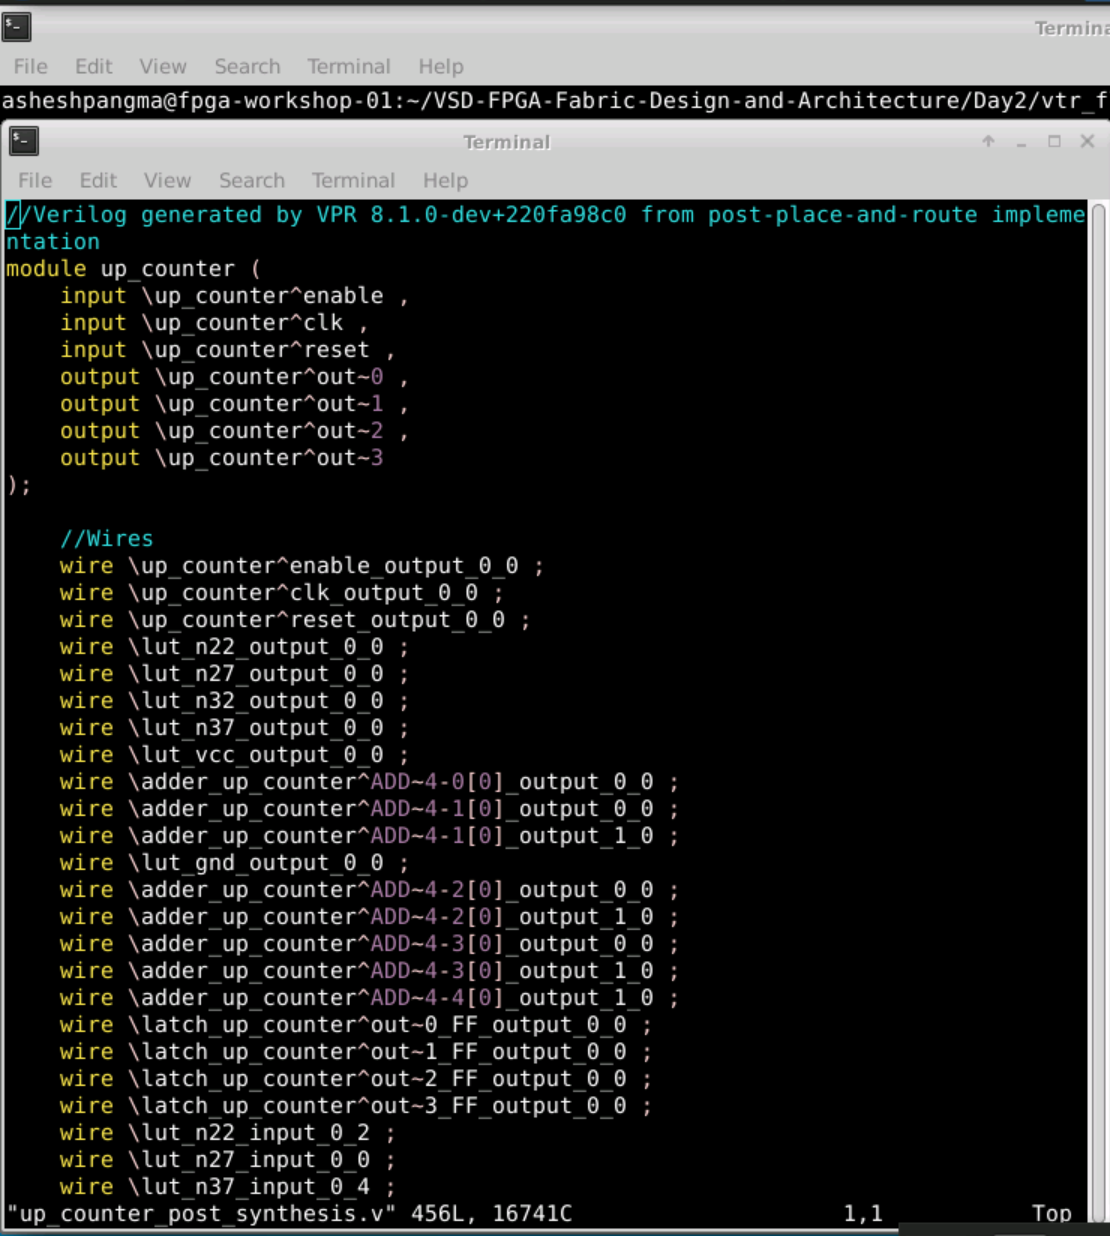 Termina
File Edit View Search Terminal Help
asheshpangma@fpga-workshop-01:~/VSD-FPGA-Fabric-Design-and-Architecture/Day2/vtr_f
Terminal
File Edit View Search Terminal Help
//Verilog generated by VPR 8.1.0-dev+220fa98c0 from post-place-and-route impleme
ntation
module up_counter (
    input \up_counter^enable ,
    input \up_counter^clk ,
    input \up_counter^reset ,
    output \up_counter^out~0 ,
    output \up_counter^out~1 ,
    output \up_counter^out~2 ,
    output \up_counter^out~3
);
    //Wires
    wire \up_counter^enable_output_0_0 ;
    wire \up_counter^clk_output_0_0 ;
    wire \up_counter^reset_output_0_0 ;
    wire \lut_n22_output_0_0 ;
    wire \lut_n27_output_0_0 ;
    wire \lut_n32_output_0_0 ;
    wire \lut_n37_output_0_0 ;
    wire \lut_vcc_output_0_0 ;
    wire \adder_up_counter^ADD~4-0[0]_output_0_0 ;
    wire \adder_up_counter^ADD~4-1[0]_output_0_0 ;
    wire \adder_up_counter^ADD~4-1[0]_output_1_0 ;
    wire \lut_gnd_output_0_0 ;
    wire \adder_up_counter^ADD~4-2[0]_output_0_0 ;
    wire \adder_up_counter^ADD~4-2[0]_output_1_0 ;
    wire \adder_up_counter^ADD~4-3[0]_output_0_0 ;
    wire \adder_up_counter^ADD~4-3[0]_output_1_0 ;
    wire \adder_up_counter^ADD~4-4[0]_output_1_0 ;
    wire \latch_up_counter^out~0_FF_output_0_0 ;
    wire \latch_up_counter^out~1_FF_output_0_0 ;
    wire \latch_up_counter^out~2_FF_output_0_0 ;
    wire \latch_up_counter^out~3_FF_output_0_0 ;
    wire \lut_n22_input_0_2 ;
    wire \lut_n27_input_0_0 ;
    wire \lut_n37_input_0_4 ;
"up_counter_post_synthesis.v" 456L, 16741C 1,1 Top